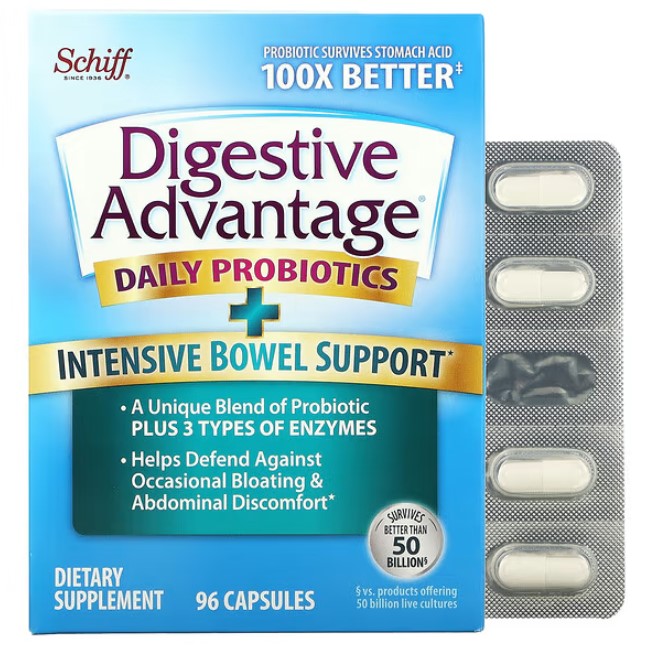 Schiff®
SINCE 1936
PROBIOTIC SURVIVES STOMACH ACID
100X BETTER‡
Digestive
Advantage®
DAILY PROBIOTICS
+
INTENSIVE BOWEL SUPPORT*
• A Unique Blend of Probiotic
PLUS 3 TYPES OF ENZYMES
• Helps Defend Against
Occasional Bloating &
Abdominal Discomfort*
SURVIVES
BETTER THAN
50
BILLION§
DIETARY
SUPPLEMENT
96 CAPSULES
§ vs. products offering
50 billion live cultures